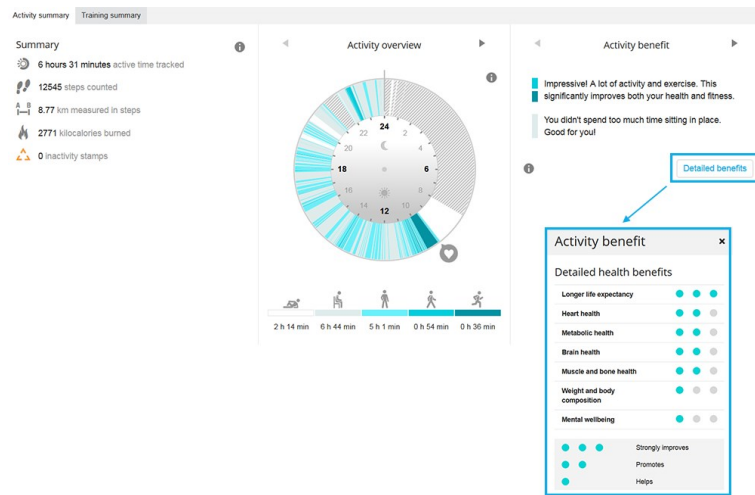 Activity summary
Training summary
Summary
6 hours 31 minutes active time tracked
12545 steps counted
A B
8.77 km measured in steps
2771 kilocalories burned
0 inactivity stamps
Activity overview
24
2
4
6
8
10
12
14
16
18
20
22
2 h 14 min
6 h 44 min
5 h 1 min
0 h 54 min
0 h 36 min
Activity benefit
Impressive! A lot of activity and exercise. This
significantly improves both your health and fitness.
You didn't spend too much time sitting in place.
Good for you!
Detailed benefits
Activity benefit
×
Detailed health benefits
Longer life expectancy
Heart health
Metabolic health
Brain health
Muscle and bone health
Weight and body
composition
Mental wellbeing
Strongly improves
Promotes
Helps